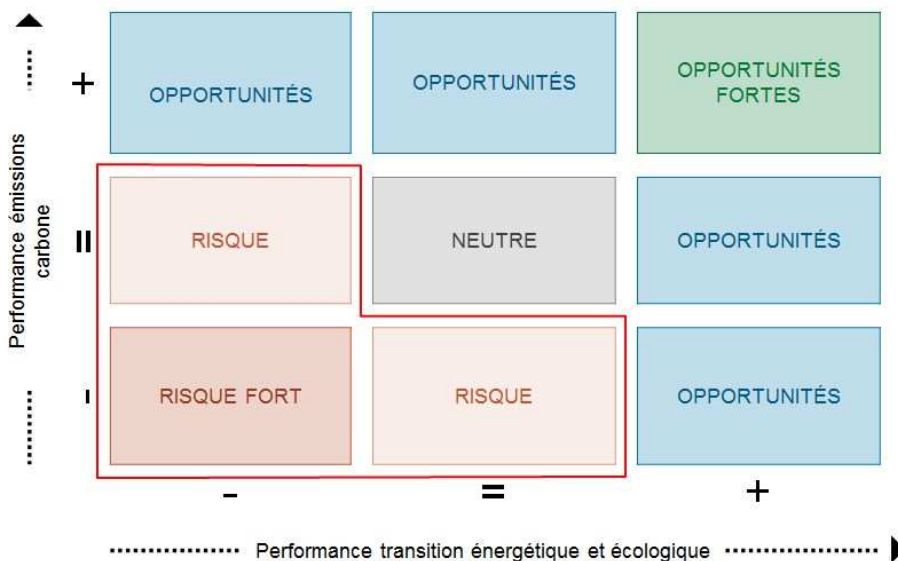 +
OPPORTUNITÉS
OPPORTUNITÉS
OPPORTUNITÉS
FORTES
Performance émissions
carbone
=
RISQUE
NEUTRE
OPPORTUNITÉS
-
RISQUE FORT
RISQUE
OPPORTUNITÉS
-
=
+
Performance transition énergétique et écologique